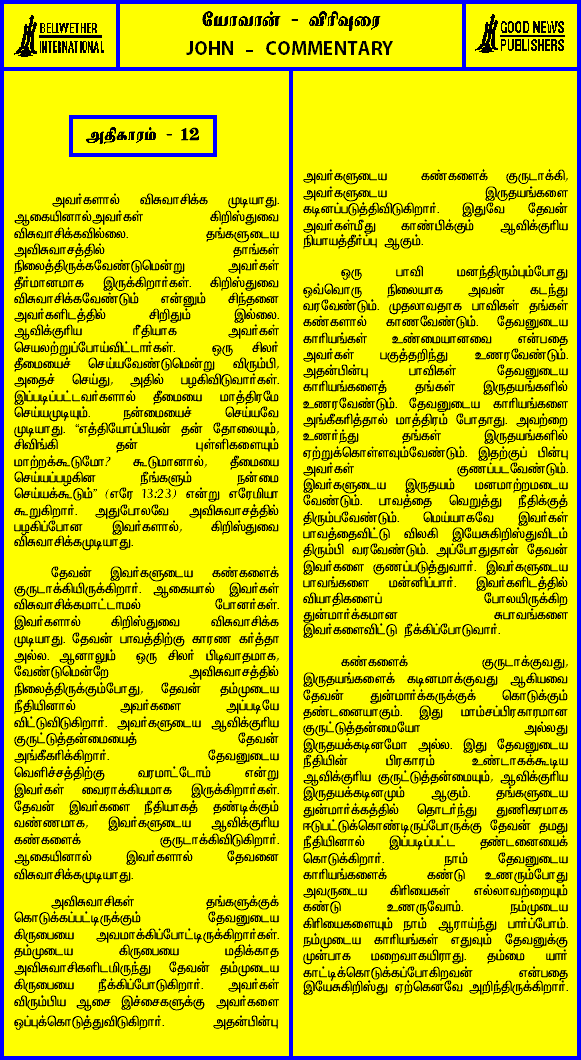 BELWETHER
INTERNATIONAL
யோவான் - விரிவுரை
JOHN - COMMENTARY
GOOD NEWS
PUBLISHERS
அதிகாரம் - 12
அவர்களால் விசுவாசிக்க முடியாது.
ஆகையினால்அவர்கள் கிறிஸ்துவை
விசுவாசிக்கவில்லை. தங்களுடைய
அவிசுவாசத்தில் தாங்கள்
நிலைத்திருக்கவேண்டுமென்று அவர்கள்
தீர்மானமாக இருக்கிறார்கள். கிறிஸ்துவை
விசுவாசிக்கவேண்டும் என்னும் சிந்தனை
அவர்களிடத்தில் சிறிதும் இல்லை.
ஆவிக்குரிய ரீதியாக அவர்கள்
செயலற்றுப்போய்விட்டார்கள். ஒரு சிலர்
தீமையைச் செய்யவேண்டுமென்று விரும்பி,
அதைச் செய்து, அதில் பழகிவிடுவார்கள்.
இப்படிப்பட்டவர்களால் தீமையை மாத்திரமே
செய்யமுடியும். நன்மையைச் செய்யவே
முடியாது. “எத்தியோப்பியன் தன் தோலையும்,
சிவிங்கி தன் புள்ளிகளையும்
மாற்றக்கூடுமோ? கூடுமானால், தீமைசெய்யப்பழகின நீங்களும் நன்மை
செய்யக்கூடும்” (எரே 13:23) என்று எரேமியா
கூறுகிறார். அதுபோலவே அவிசுவாசத்தில்
பழகிப்போன இவர்களால், கிறிஸ்துவை
விசுவாசிக்கமுடியாது.
தேவன் இவர்களுடைய கண்களைக்
குருடாக்கியிருக்கிறார். ஆகையால் இவர்கள்
விசுவாசிக்கமாட்டாமல் போனார்கள்.
இவர்களால் கிறிஸ்துவை விசுவாசிக்க
முடியாது. தேவன் பாவத்திற்கு காரண கர்த்தா
அல்ல. ஆனாலும் ஒரு சிலர் பிடிவாதமாக,
வேண்டுமென்றே அவிசுவாசத்தில்
நிலைத்திருக்கும்போது, தேவன் தம்முடைய
நீதியினால் அவர்களை அப்படியே
விட்டுவிடுகிறார். அவர்களுடைய ஆவிக்குரிய
குருட்டுத்தன்மையைத் தேவன்
அங்கீகரிக்கிறார். தேவனுடைய
வெளிச்சத்திற்கு வரமாட்டோம் என்று
இவர்கள் வைராக்கியமாக இருக்கிறார்கள்.
தேவன் இவர்களை நீதியாகத் தண்டிக்கும்
வண்ணமாக, இவர்களுடைய ஆவிக்குரிய
கண்களைக் குருடாக்கிவிடுகிறார்.
ஆகையினால் இவர்களால் தேவனை
விசுவாசிக்கமுடியாது.
அவிசுவாசிகள் தங்களுக்குக்
கொடுக்கப்பட்டிருக்கும் தேவனுடைய
கிருபையை அவமாக்கிப்போட்டிருக்கிறார்கள்.
தம்முடைய கிருபையை மதிக்காத
அவிசுவாசிகளிடமிருந்து தேவன் தம்முடைய
கிருபையை நீக்கிப்போடுகிறார். அவர்கள்
விரும்பிய ஆசை இச்சைகளுக்கு அவர்களை
ஒப்புக்கொடுத்துவிடுகிறார். அதன்பின்பு
அவர்களுடைய கண்களைக் குருடாக்கி,
அவர்களுடைய இருதயங்களை
கடினப்படுத்திவிடுகிறார். இதுவே தேவன்
அவர்கள்மீது காண்பிக்கும் ஆவிக்குரிய
நியாயத்தீர்ப்பு ஆகும்.
ஒரு பாவி மனந்திரும்பும்போது
ஒவ்வொரு நிலையாக அவன் கடந்து
வரவேண்டும். முதலாவதாக பாவிகள் தங்கள்
கண்களால் காணவேண்டும். தேவனுடைய
காரியங்கள் உண்மையானவை என்பதை
அவர்கள் பகுத்தறிந்து உணரவேண்டும்.
அதன்பின்பு பாவிகள் தேவனுடைய
காரியங்களைத் தங்கள் இருதயங்களில்
உணரவேண்டும். தேவனுடைய காரியங்களை
அங்கீகரித்தால் மாத்திரம் போதாது. அவற்றை
உணர்ந்து தங்கள் இருதயங்களில்
ஏற்றுக்கொள்ளவும்வேண்டும். இதற்குப் பின்பு
அவர்கள் குணப்படவேண்டும்.
இவர்களுடைய இருதயம் மனமாற்றமடைய
வேண்டும். பாவத்தை வெறுத்து நீதிக்குத்
திரும்பவேண்டும். மெய்யாகவே இவர்கள்
பாவத்தைவிட்டு விலகி இயேசுகிறிஸ்துவிடம்
திரும்பி வரவேண்டும். அப்போதுதான் தேவன்
இவர்களை குணப்படுத்துவார். இவர்களுடைய
பாவங்களை மன்னிப்பார். இவர்களிடத்தில்
வியாதிகளைப் போலயிருக்கிற
துன்மார்க்கமான சுபாவங்களை
இவர்களைவிட்டு நீக்கிப்போடுவார்.
கண்களைக் குருடாக்குவது,
இருதயங்களைக் கடினமாக்குவது ஆகியவை
தேவன் துன்மார்க்கருக்குக் கொடுக்கும்
தண்டனையாகும். இது மாம்சப்பிரகாரமான
குருட்டுத்தன்மையோ அல்லது
இருதயக்கடினமோ அல்ல. இது தேவனுடைய
நீதியின் பிரகாரம் உண்டாகக்கூடிய
ஆவிக்குரிய குருட்டுத்தன்மையும், ஆவிக்குரிய
இருதயக்கடினமும் ஆகும். தங்களுடைய
துன்மார்க்கத்தில் தொடர்ந்து துணிகரமாக
ஈடுபட்டுக்கொண்டிருப்போருக்கு தேவன் தமது
நீதியினால் இப்படிப்பட்ட தண்டனையைக்
கொடுக்கிறார். நாம் தேவனுடைய
காரியங்களைக் கண்டு உணரும்போது
அவருடைய கிரியைகள் எல்லாவற்றையும்
கண்டு உணருவோம். நம்முடைய
கிரியைகளையும் நாம் ஆராய்ந்து பார்ப்போம்.
நம்முடைய காரியங்கள் எதுவும் தேவனுக்கு
முன்பாக மறைவாகயிராது. தம்மை யார்
காட்டிக்கொடுக்கப்போகிறவன் என்பதை
இயேசுகிறிஸ்து ஏற்கெனவே அறிந்திருக்கிறார்.